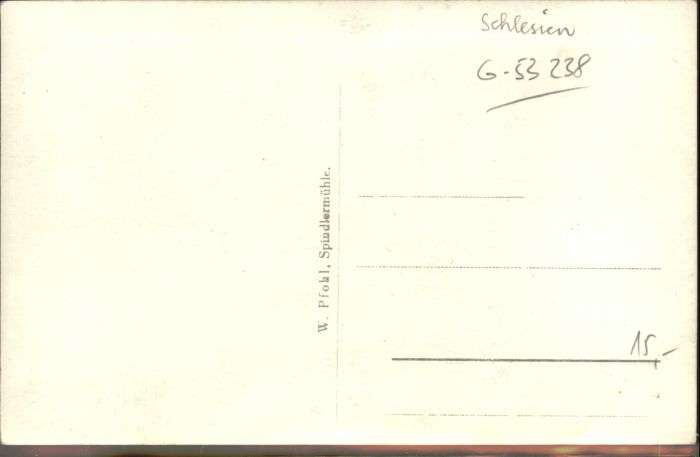 Schlesien
G-53 238
W. Pfohl, Spindlermühle.
15,-